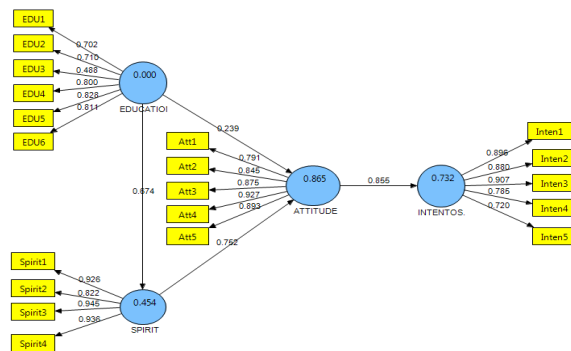 EDU1
EDU2
EDU3
EDU4
EDU5
EDU6
0.702
0.710
0.488
0.800
0.828
0.811
0.000
EDUCATIOI
0.239
0.674
Att1
Att2
Att3
Att4
Att5
0.791
0.845
0.875
0.927
0.893
0.752
0.865
ATTITUDE
0.855
0.732
INTENTOS.
0.896
0.880
0.907
0.785
0.720
Inten1
Inten2
Inten3
Inten4
Inten5
Spirit1
Spirit2
Spirit3
Spirit4
0.926
0.822
0.945
0.936
0.454
SPIRIT